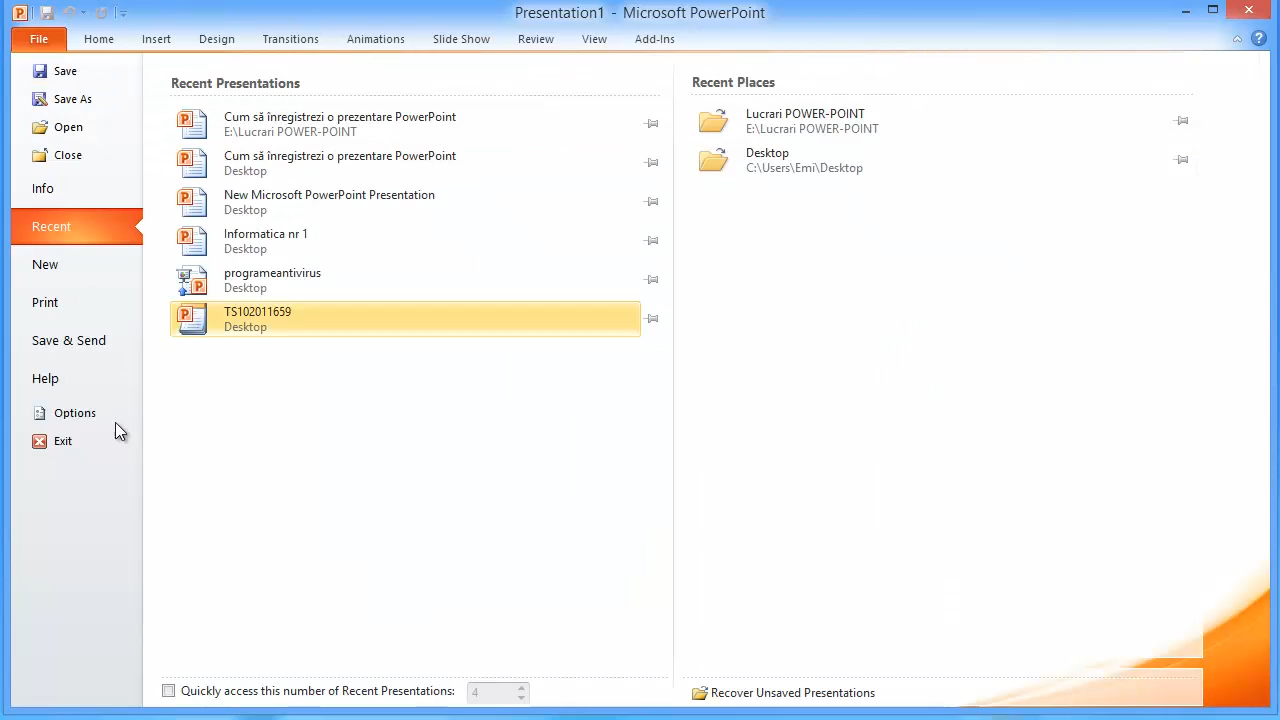 Presentation1 - Microsoft PowerPoint
File Home Insert Design Transitions Animations Slide Show Review View Add-Ins
Save
Save As
Open
Close
Info
Recent
New
Print
Save & Send
Help
Options
Exit
Recent Presentations
Cum să înregistrezi o prezentare PowerPoint
E:\Lucrari POWER-POINT
Cum să înregistrezi o prezentare PowerPoint
Desktop
New Microsoft PowerPoint Presentation
Desktop
Informatica nr 1
Desktop
programeantivirus
Desktop
TS102011659
Desktop
Quickly access this number of Recent Presentations: 4
Recent Places
Lucrari POWER-POINT
E:\Lucrari POWER-POINT
Desktop
C:\Users\Emi\Desktop
Recover Unsaved Presentations